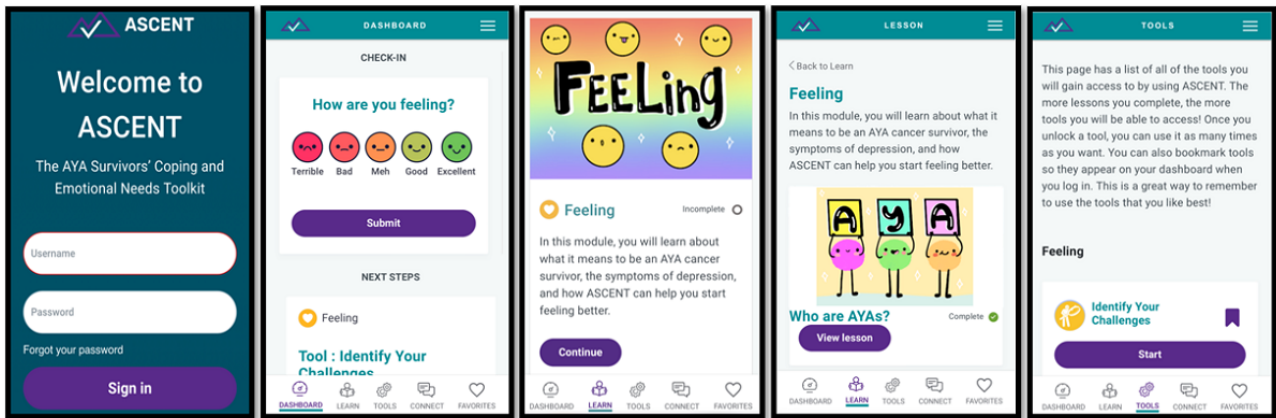 ASCENT
Welcome to
ASCENT
The AYA Survivors' Coping and
Emotional Needs Toolkit
Username
Password
Forgot your password
Sign in
DASHBOARD
CHECK-IN
How are you feeling?
Terrible Bad Meh Good Excellent
Submit
NEXT STEPS
Feeling
Tool : Identify Your
Challenges
DASHBOARD LEARN TOOLS CONNECT FAVORITES
FEELing
Feeling
Incomplete
In this module, you will learn about
what it means to be an AYA cancer
survivor, the symptoms of depression,
and how ASCENT can help you start
feeling better.
Continue
DASHBOARD LEARN TOOLS CONNECT FAVORITES
LESSON
< Back to Learn
Feeling
In this module, you will learn about what it
means to be an AYA cancer survivor, the
symptoms of depression, and how
ASCENT can help you start feeling better.
A Y A
Who are AYAs?
Complete
View lesson
DASHBOARD LEARN TOOLS CONNECT FAVORITES
TOOLS
This page has a list of all of the tools you
will gain access to by using ASCENT. The
more lessons you complete, the more
tools you will be able to access! Once you
unlock a tool, you can use it as many times
as you want. You can also bookmark tools
so they appear on your dashboard when
you log in. This is a great way to remember
to use the tools that you like best!
Feeling
Identify Your
Challenges
Start
DASHBOARD LEARN TOOLS CONNECT FAVORITES